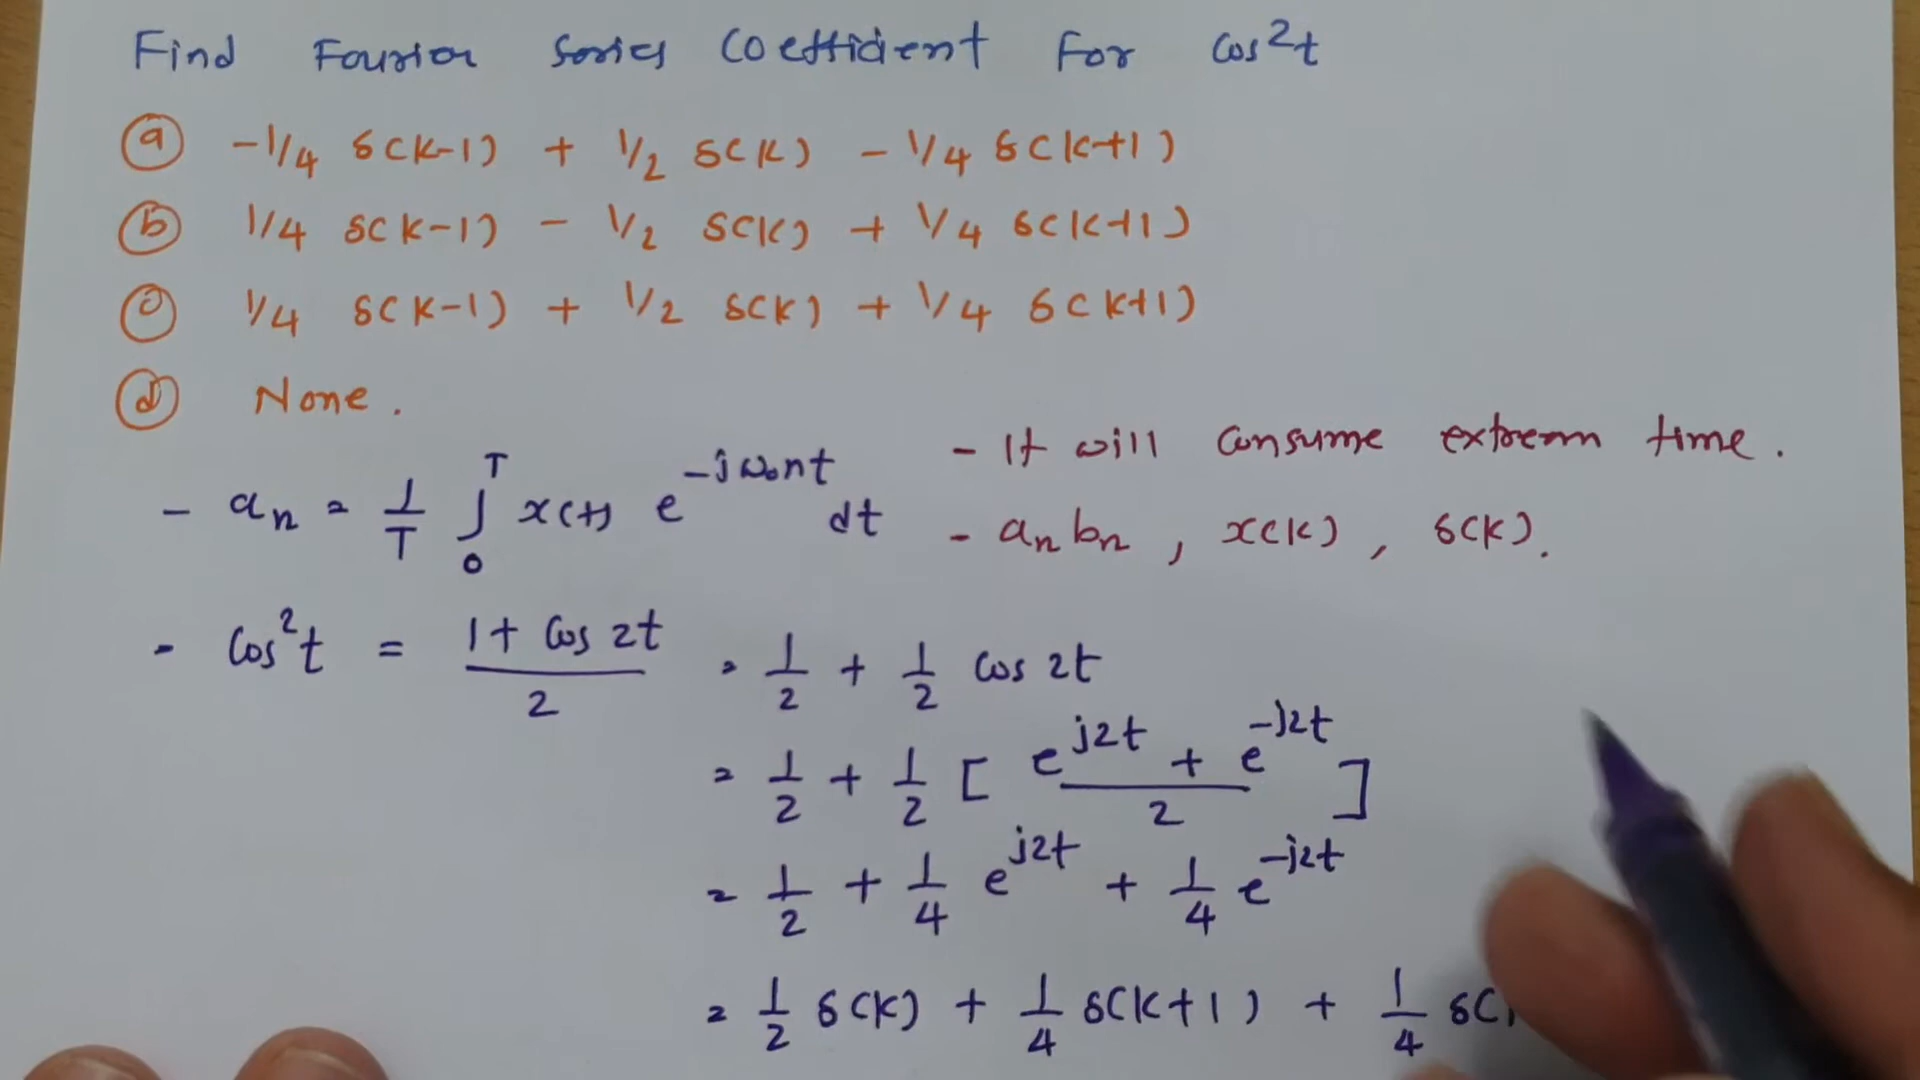 Find Fourier Series Coefficient For Cos²t
(a) -1/4 δ(k-1) + 1/2 δ(k) - 1/4 δ(k+1)
(b) 1/4 δ(k-1) - 1/2 δ(k) + 1/4 δ(k+1)
(c) 1/4 δ(k-1) + 1/2 δ(k) + 1/4 δ(k+1)
(d) None.
- It will consume extreem time.
- aₙ = 1/T ∫₀ᵀ x(t) e^(-jω₀nt) dt
- aₙ bₙ , x(k) , δ(k).
- Cos²t = (1 + Cos 2t)/2 = 1/2 + 1/2 Cos 2t
= 1/2 + 1/2 [ (e^(j2t) + e^(-j2t))/2 ]
= 1/2 + 1/4 e^(j2t) + 1/4 e^(-j2t)
= 1/2 δ(k) + 1/4 δ(k+1) + 1/4 δ(